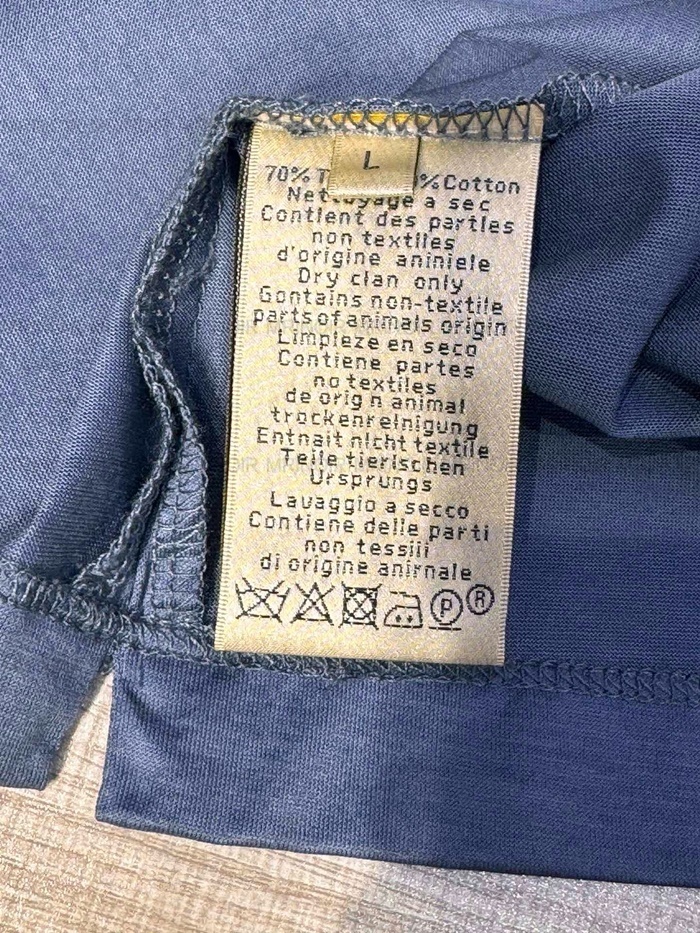 L
70% T %Cotton
Nettoyage a sec
Contient des parties
non textiles
d'origine aniniele
Dry clan only
Gontains non-textile
parts of animals origin
Limpleze en seco
Contiene partes
no textiles
de orig n animal
trockenreinigung
Entnait nicht textile
Teile tierischen
Ursprungs
Lavaggio a secco
Contiene delle parti
non tessiii
di origine anirnale
P ®